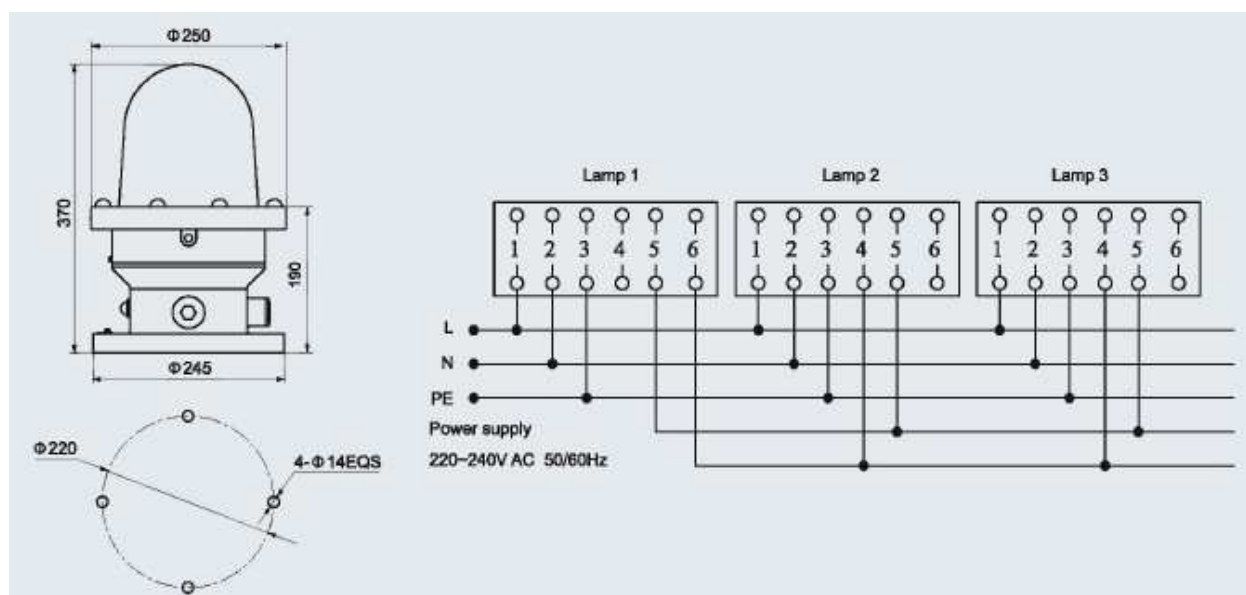 Φ250
370
190
Φ245
Φ220
4-Φ14EQS
Lamp 1
Lamp 2
Lamp 3
1 2 3 4 5 6
1 2 3 4 5 6
1 2 3 4 5 6
L
N
PE
Power supply
220~240V AC 50/60Hz